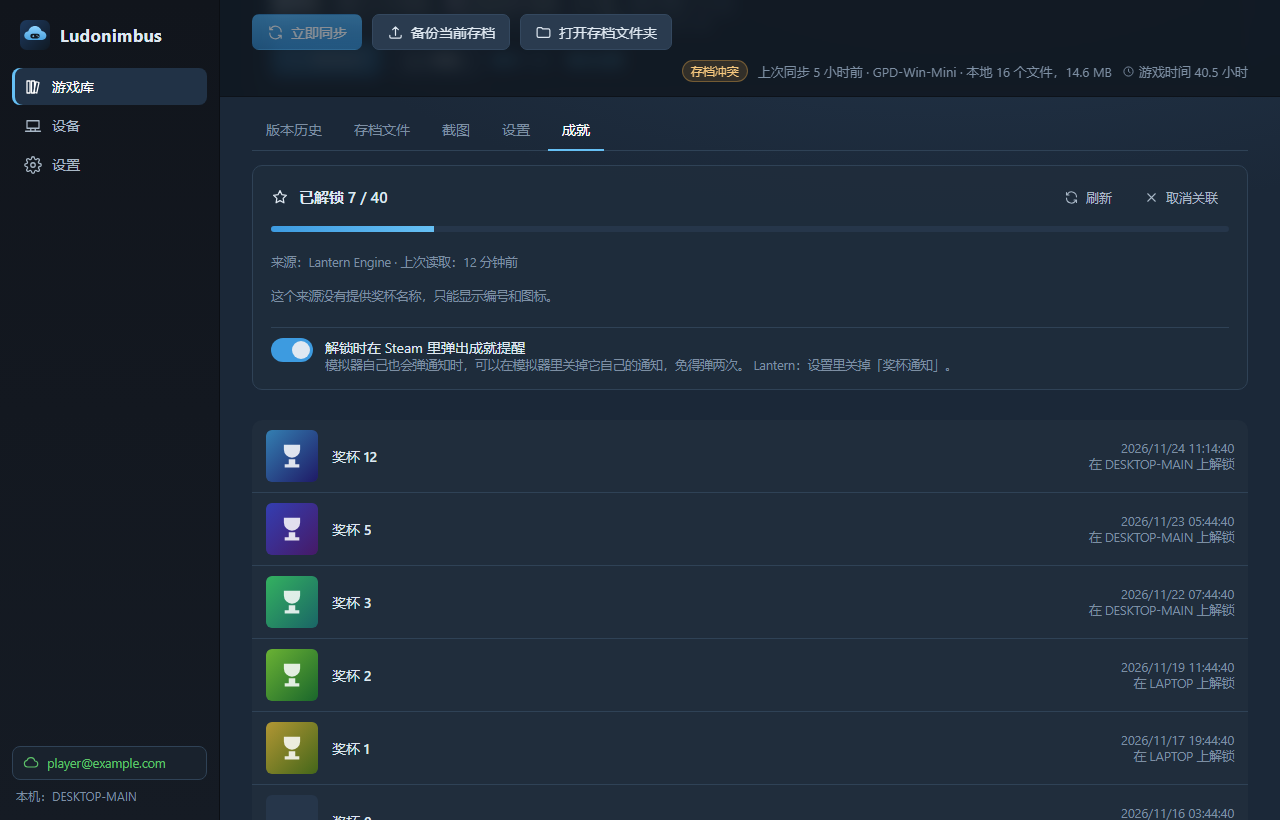 Ludonimbus
游戏库
设备
设置
player@example.com
本机：DESKTOP-MAIN
立即同步
备份当前存档
打开存档文件夹
存档冲突 上次同步 5 小时前 · GPD-Win-Mini · 本地 16 个文件，14.6 MB 游戏时间 40.5 小时
版本历史 存档文件 截图 设置 成就
已解锁 7 / 40
刷新
取消关联
来源：Lantern Engine · 上次读取：12 分钟前
这个来源没有提供奖杯名称，只能显示编号和图标。
解锁时在 Steam 里弹出成就提醒
模拟器自己也会弹通知时，可以在模拟器里关掉它自己的通知，免得弹两次。 Lantern：设置里关掉「奖杯通知」。
奖杯 12
2026/11/24 11:14:40
在 DESKTOP-MAIN 上解锁
奖杯 5
2026/11/23 05:44:40
在 DESKTOP-MAIN 上解锁
奖杯 3
2026/11/22 07:44:40
在 DESKTOP-MAIN 上解锁
奖杯 2
2026/11/19 11:44:40
在 LAPTOP 上解锁
奖杯 1
2026/11/17 19:44:40
在 LAPTOP 上解锁
奖杯
2026/11/16 03:44:40